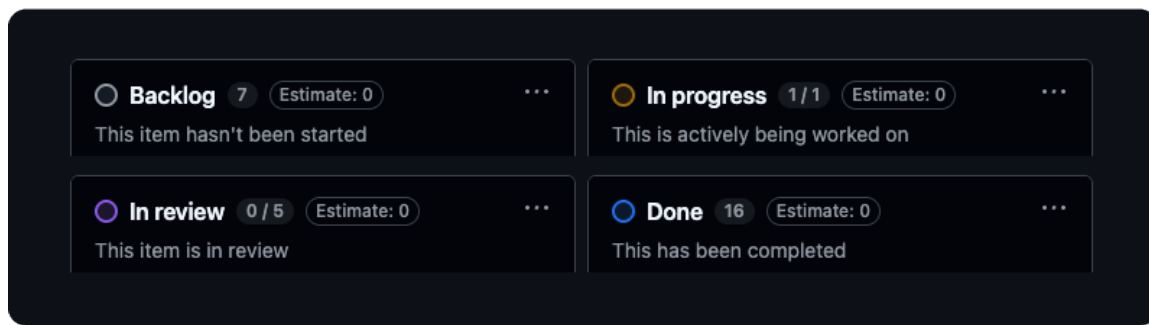 Backlog 7 Estimate: 0 ...
This item hasn't been started
In progress 1 / 1 Estimate: 0 ...
This is actively being worked on
In review 0 / 5 Estimate: 0 ...
This item is in review
Done 16 Estimate: 0 ...
This has been completed